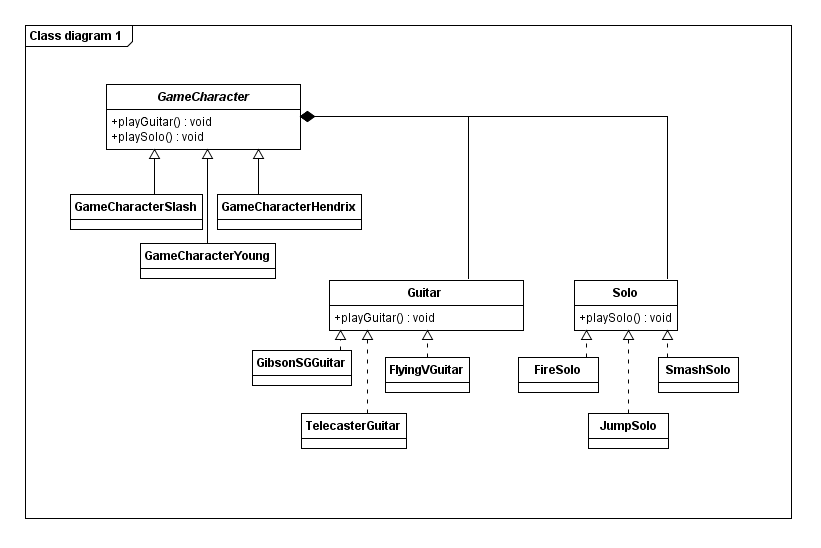 Class diagram 1
GameCharacter
+playGuitar() : void
+playSolo() : void
GameCharacterSlash
GameCharacterHendrix
GameCharacterYoung
Guitar
+playGuitar() : void
Solo
+playSolo() : void
GibsonSGGuitar
FlyingVGuitar
TelecasterGuitar
FireSolo
SmashSolo
JumpSolo